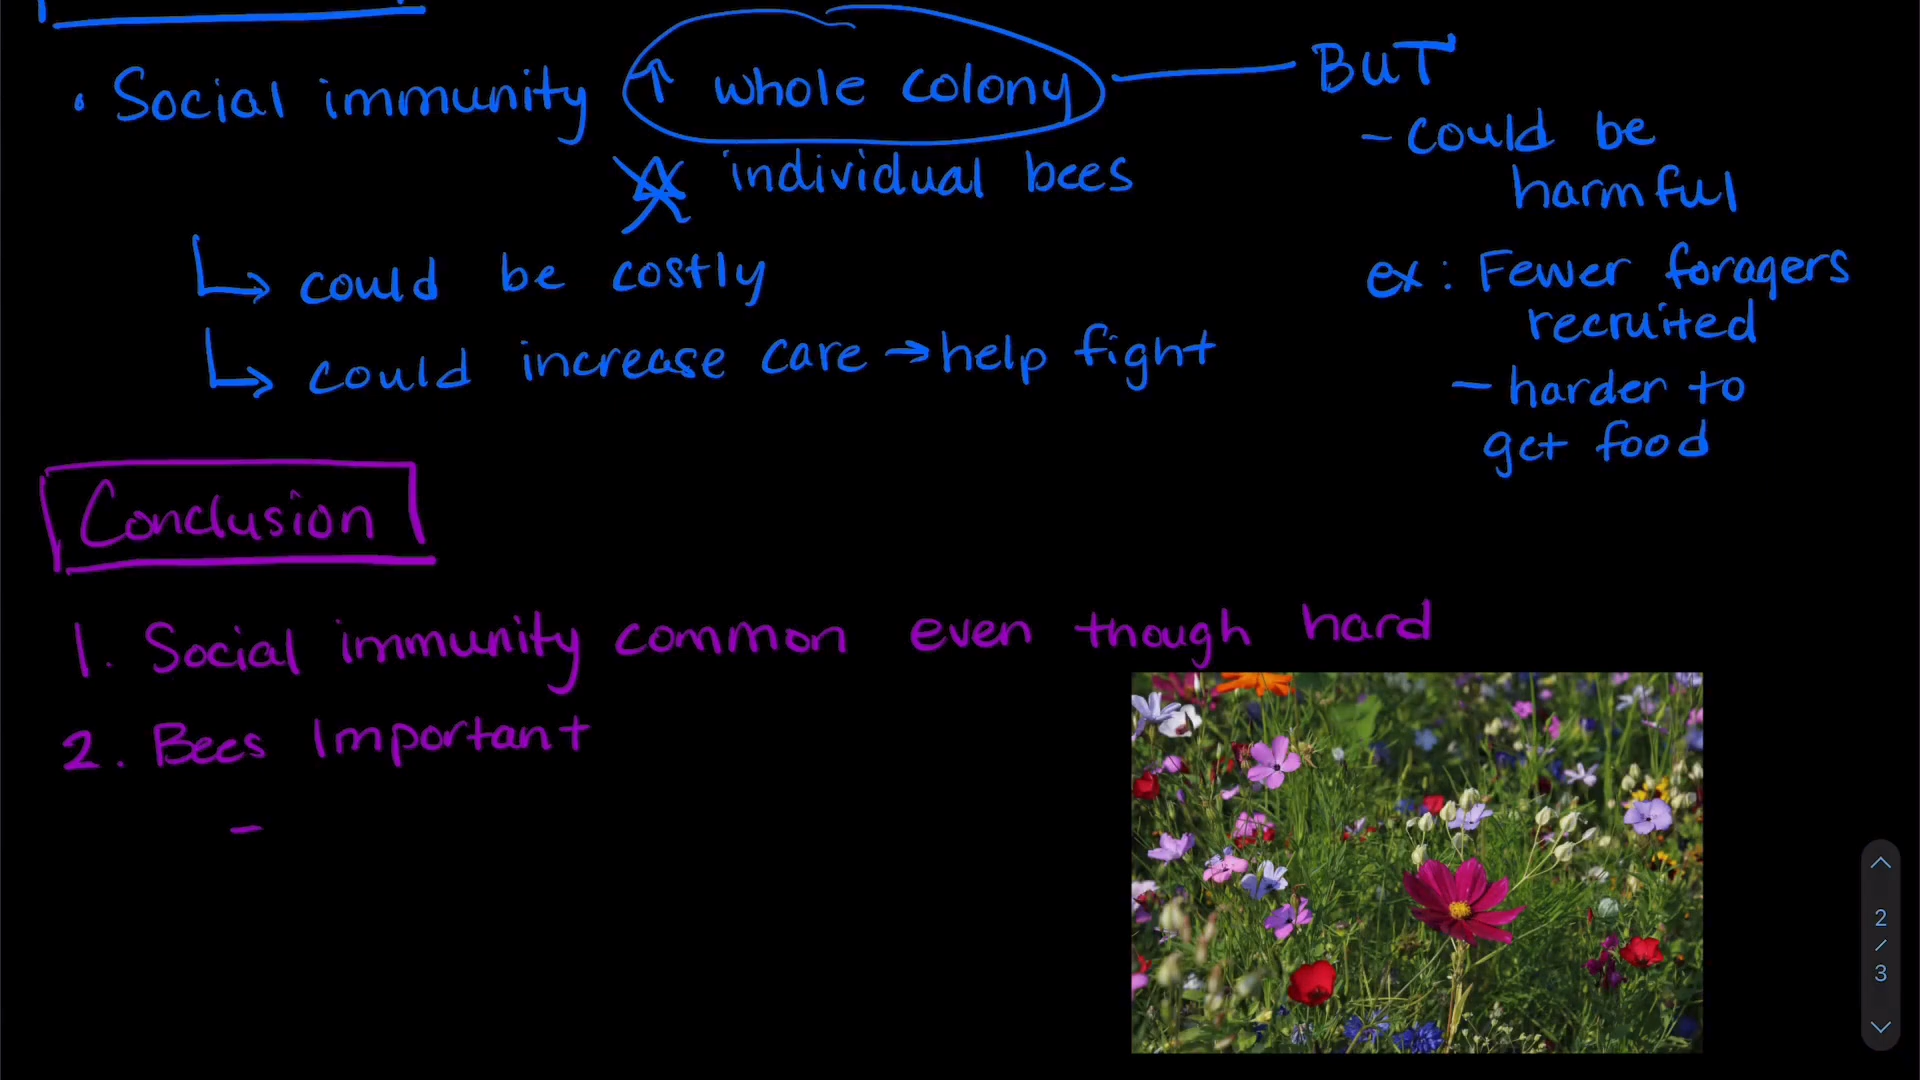 • Social immunity ↑ whole colony — BUT
individual bees
↳ could be costly
↳ could increase care → help fight
- could be
harmful
ex: Fewer foragers
recruited
- harder to
get food
Conclusion
1. Social immunity common even though hard
2. Bees Important
-
2
/
3